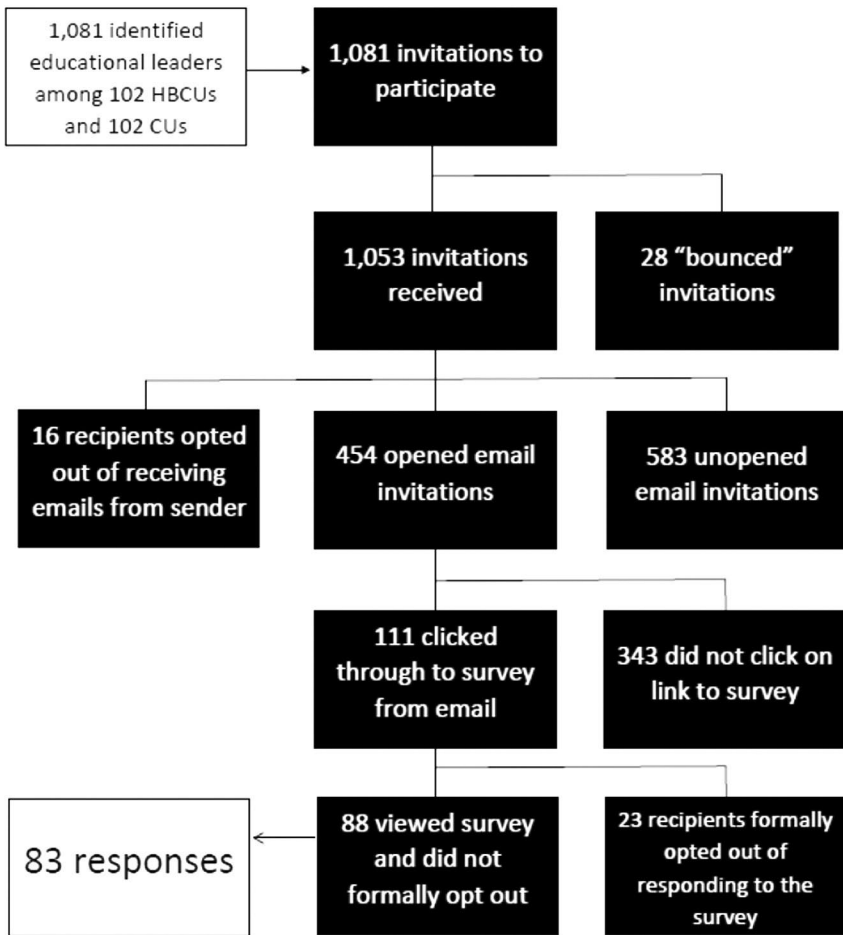 1,081 identified
educational leaders
among 102 HBCUs
and 102 CUs
1,081 invitations to
participate
1,053 invitations
received
28 “bounced”
invitations
16 recipients opted
out of receiving
emails from sender
454 opened email
invitations
583 unopened
email invitations
111 clicked
through to survey
from email
343 did not click on
link to survey
83 responses
88 viewed survey
and did not
formally opt out
23 recipients formally
opted out of
responding to the
survey